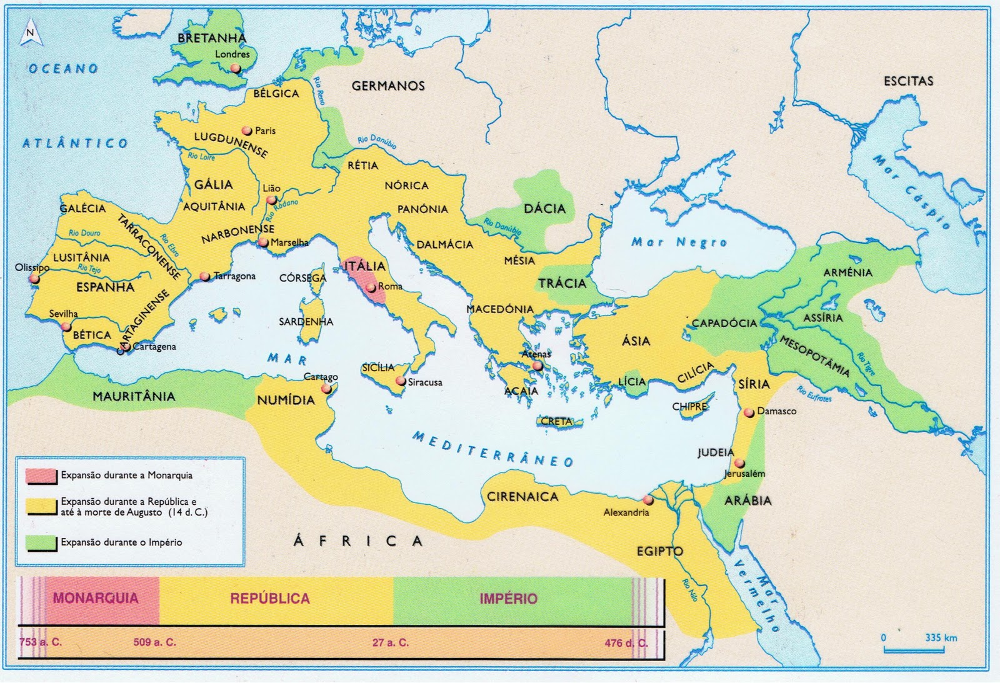 N
BRETANHA
Londres
OCEANO
ATLÂNTICO
GERMANOS
ESCITAS
BÉLGICA
Rio Reno
Paris
LUGDUNENSE
Rio Loire
Rio Danúbio
RÉTIA
GÁLIA
AQUITÂNIA
Lião
Rio Ródano
NÓRICA
PANÓNIA
DÁCIA
Rio Danúbio
Mar Cáspio
GALÉCIA
TARRACONENSE
Rio Douro
Rio Ebro
NARBONENSE
Marselha
DALMÁCIA
MÉSIA
Mar Negro
LUSITÂNIA
Rio Tejo
Olissipo
ESPANHA
Tarragona
CÓRSEGA
ITÁLIA
Roma
TRÁCIA
ARMÉNIA
Sevilha
BÉTICA
CARTAGINENSE
Cartagena
SARDENHA
MACEDÓNIA
ÁSIA
CAPADÓCIA
ASSÍRIA
MESOPOTÂMIA
Rio Tigre
Rio Eufrates
MAR
MEDITERRÂNEO
SICÍLIA
Siracusa
Cartago
Atenas
ACAIA
LÍCIA
CILÍCIA
SÍRIA
MAURITÂNIA
NUMÍDIA
CRETA
CHIPRE
Damasco
JUDEIA
Jerusalém
CIRENAICA
Alexandria
ARÁBIA
ÁFRICA
EGIPTO
Rio Nilo
Mar
Vermelho
Expansão durante a Monarquia
Expansão durante a República e
até à morte de Augusto (14 d. C.)
Expansão durante o Império
MONARQUIA REPÚBLICA IMPÉRIO
753 a. C. 509 a. C. 27 a. C. 476 d. C.
0 335 km